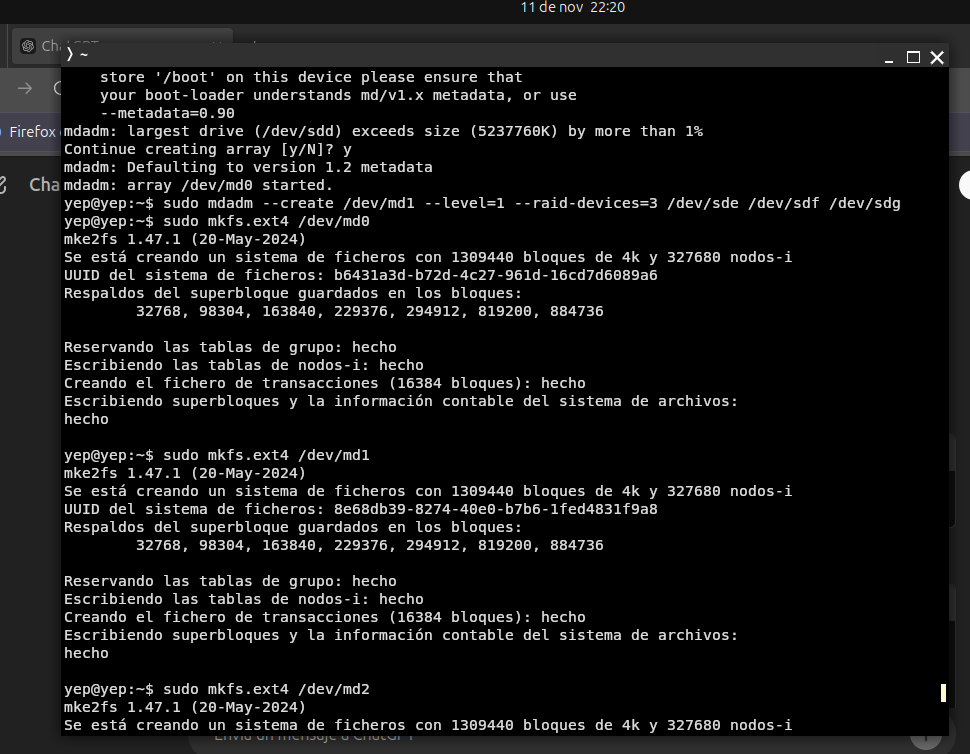 11 de nov 22:20
Cha
❭ ~
Firefox
store '/boot' on this device please ensure that
your boot-loader understands md/v1.x metadata, or use
--metadata=0.90
mdadm: largest drive (/dev/sdd) exceeds size (5237760K) by more than 1%
Continue creating array [y/N]? y
mdadm: Defaulting to version 1.2 metadata
mdadm: array /dev/md0 started.
yep@yep:~$ sudo mdadm --create /dev/md1 --level=1 --raid-devices=3 /dev/sde /dev/sdf /dev/sdg
yep@yep:~$ sudo mkfs.ext4 /dev/md0
mke2fs 1.47.1 (20-May-2024)
Se está creando un sistema de ficheros con 1309440 bloques de 4k y 327680 nodos-i
UUID del sistema de ficheros: b6431a3d-b72d-4c27-961d-16cd7d6089a6
Respaldos del superbloque guardados en los bloques:
32768, 98304, 163840, 229376, 294912, 819200, 884736
Reservando las tablas de grupo: hecho
Escribiendo las tablas de nodos-i: hecho
Creando el fichero de transacciones (16384 bloques): hecho
Escribiendo superbloques y la información contable del sistema de archivos:
hecho
yep@yep:~$ sudo mkfs.ext4 /dev/md1
mke2fs 1.47.1 (20-May-2024)
Se está creando un sistema de ficheros con 1309440 bloques de 4k y 327680 nodos-i
UUID del sistema de ficheros: 8e68db39-8274-40e0-b7b6-1fed4831f9a8
Respaldos del superbloque guardados en los bloques:
32768, 98304, 163840, 229376, 294912, 819200, 884736
Reservando las tablas de grupo: hecho
Escribiendo las tablas de nodos-i: hecho
Creando el fichero de transacciones (16384 bloques): hecho
Escribiendo superbloques y la información contable del sistema de archivos:
hecho
yep@yep:~$ sudo mkfs.ext4 /dev/md2
mke2fs 1.47.1 (20-May-2024)
Se está creando un sistema de ficheros con 1309440 bloques de 4k y 327680 nodos-i
Envía un mensaje a ChatGPT